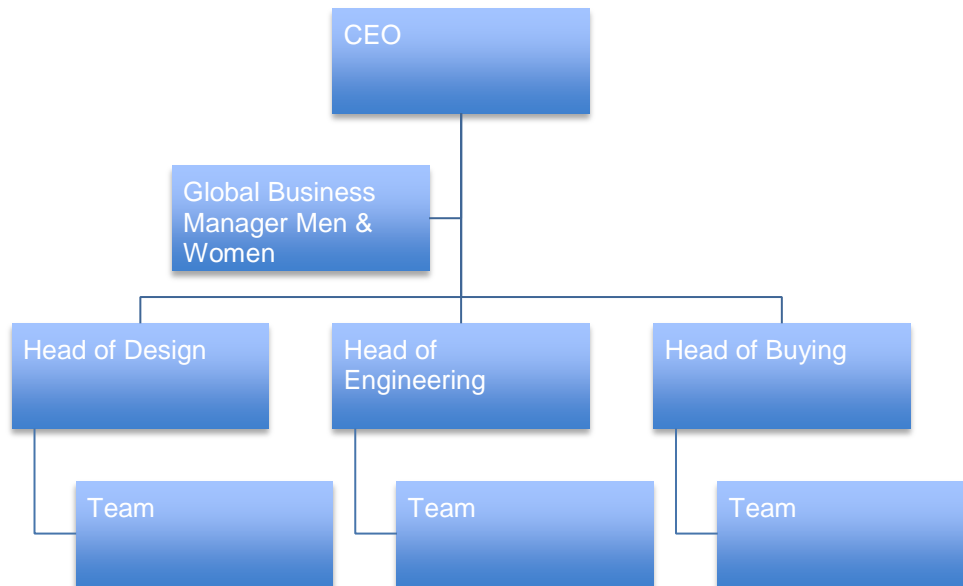 CEO
Global Business
Manager Men &
Women
Head of Design
Head of
Engineering
Head of Buying
Team
Team
Team